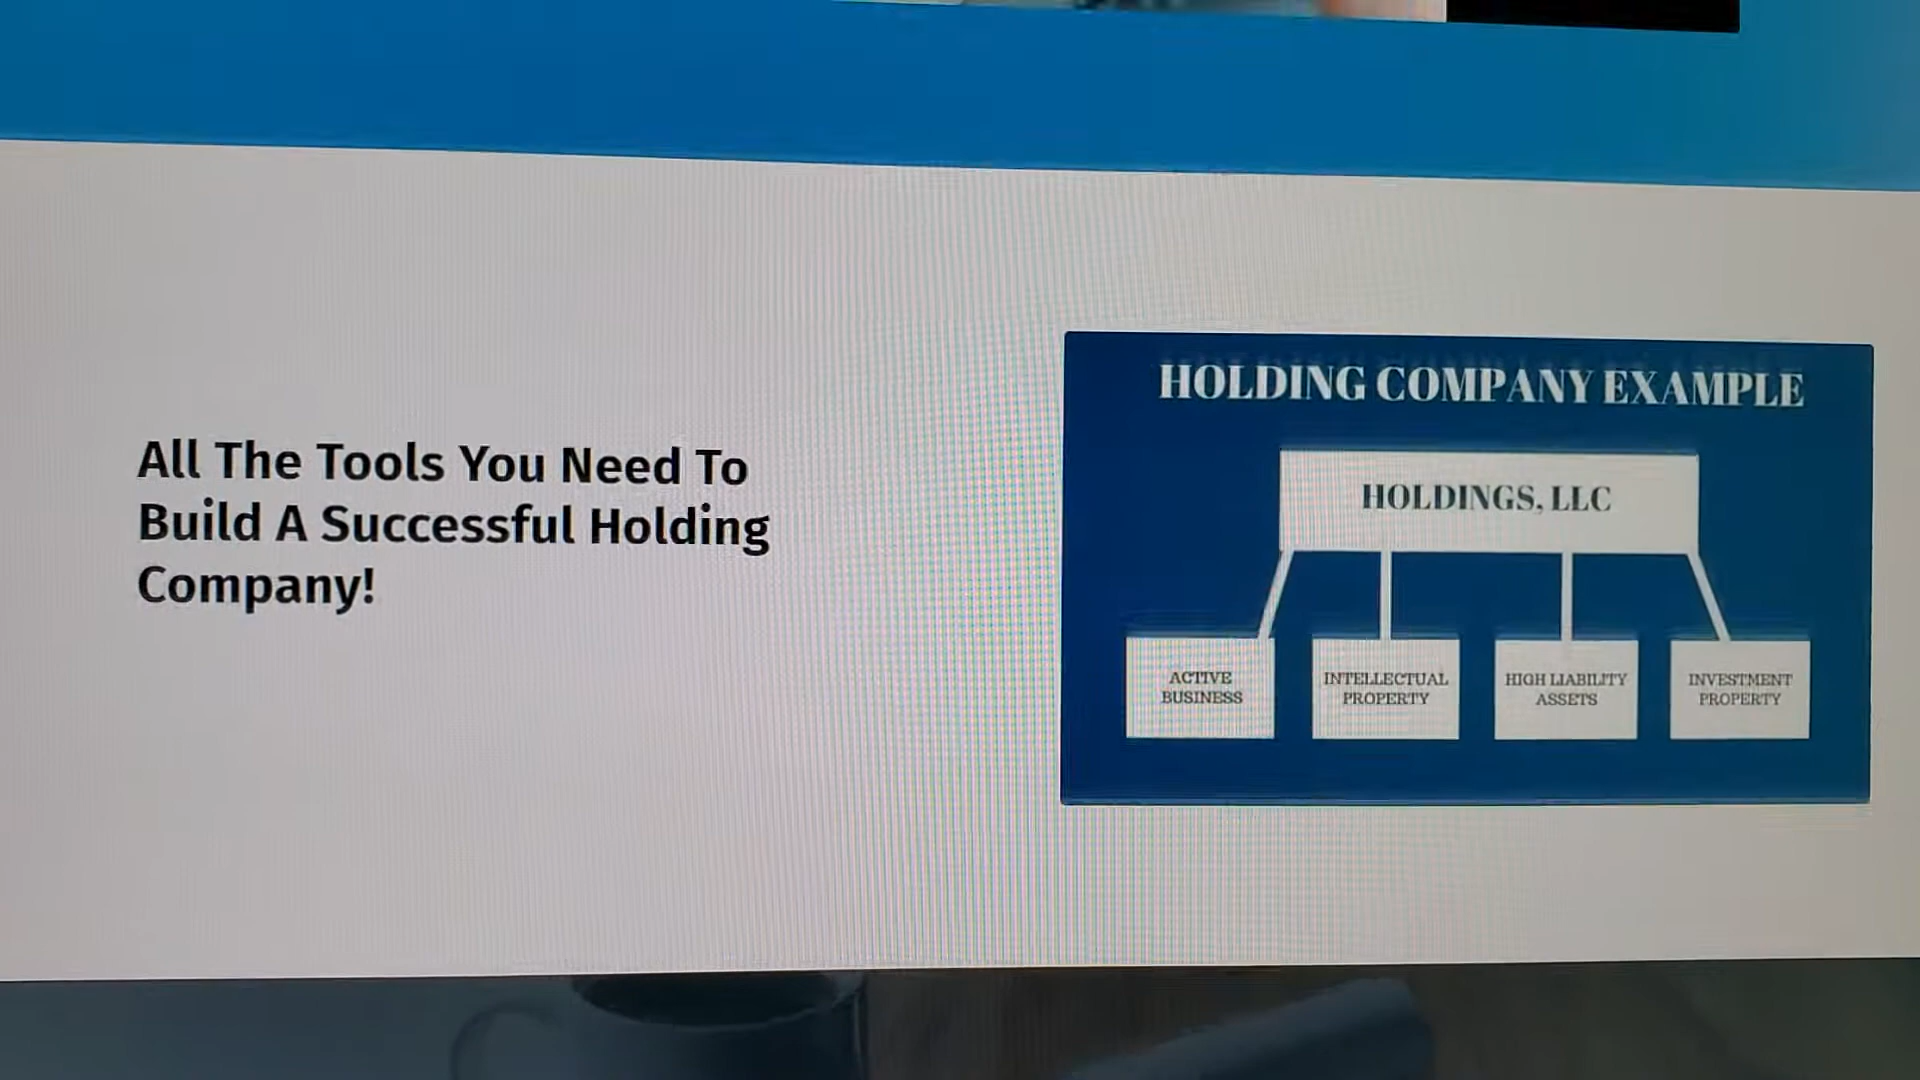 All The Tools You Need To
Build A Successful Holding
Company!
HOLDING COMPANY EXAMPLE
HOLDINGS, LLC
ACTIVE
BUSINESS
INTELLECTUAL
PROPERTY
HIGH LIABILITY
ASSETS
INVESTMENT
PROPERTY